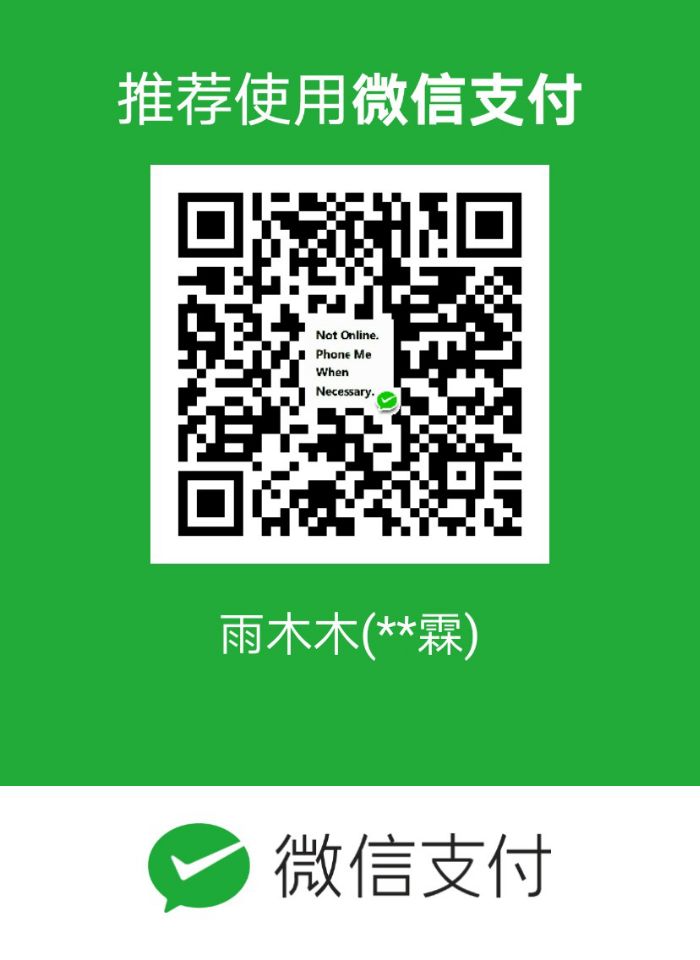 推荐使用微信支付
Not Online.
Phone Me
When
Necessary.
雨木木(**霖)
微信支付